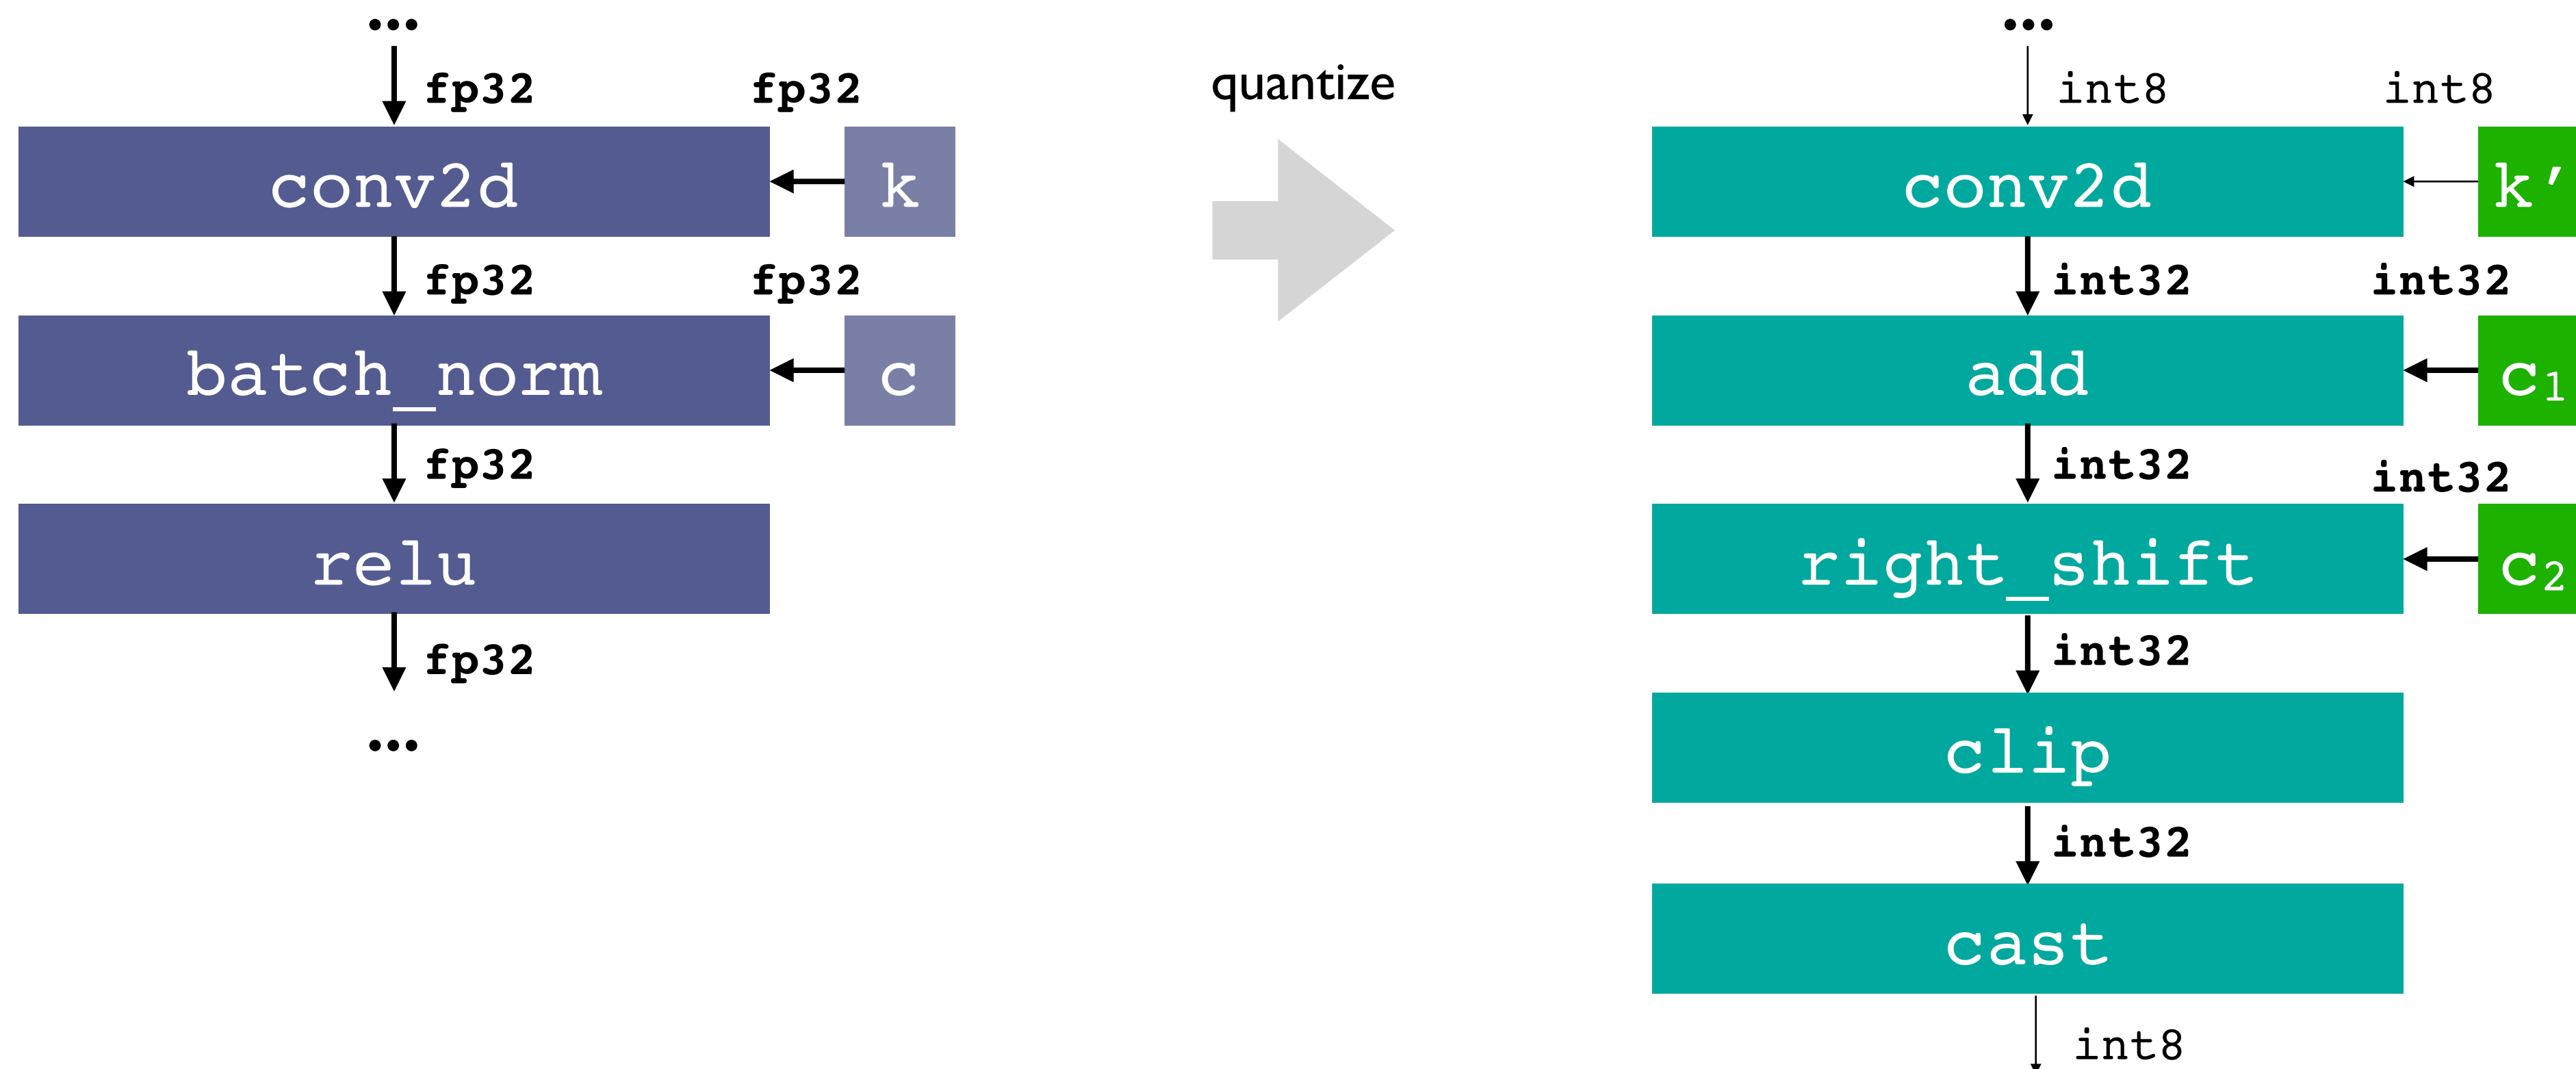 ...
fp32
fp32
conv2d
k
fp32
fp32
batch_norm
c
fp32
relu
fp32
...
quantize
...
int8
int8
conv2d
k'
int32
int32
add
c1
int32
int32
right_shift
c2
int32
clip
int32
cast
int8